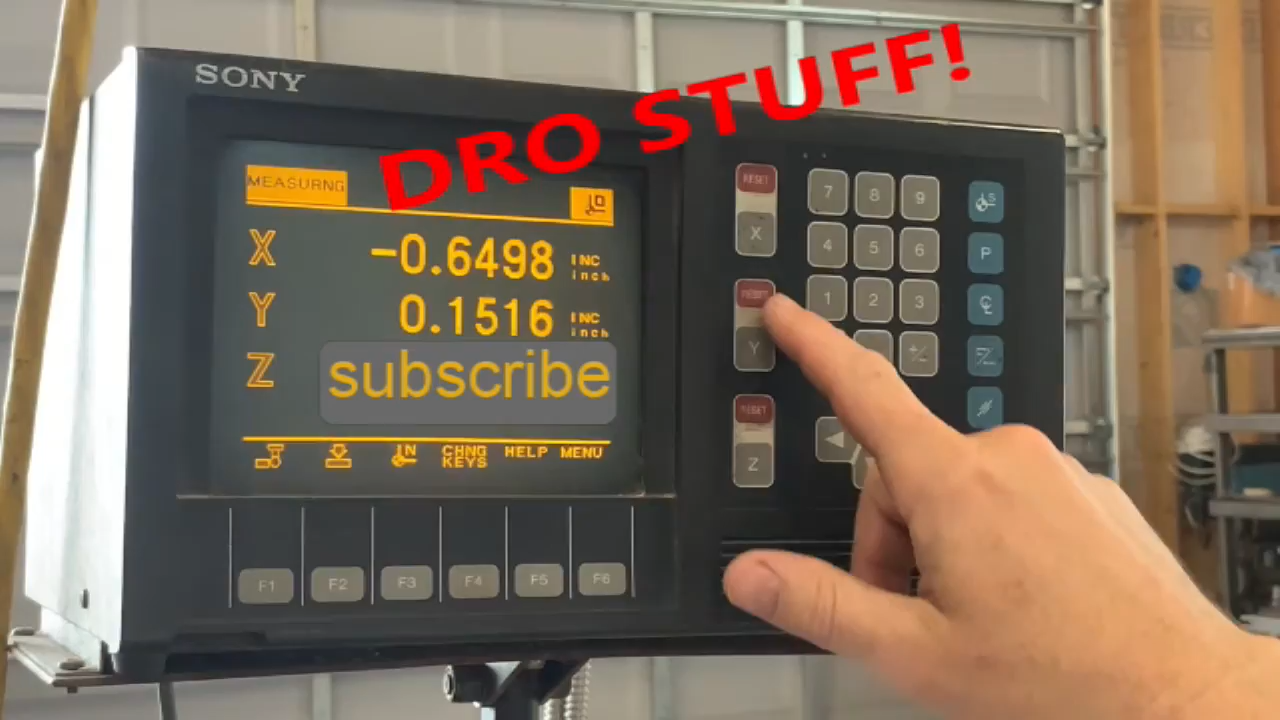 SONY
DRO STUFF!
MEASURNG
X -0.6498 INC inch
Y 0.1516 INC inch
Z subscribe
N
CHNG KEYS
HELP
MENU
F1 F2 F3 F4 F5 F6
RESET
X
RESET
Y
RESET
Z
7 8 9
4 5 6
1 2 3
+/-
S
P